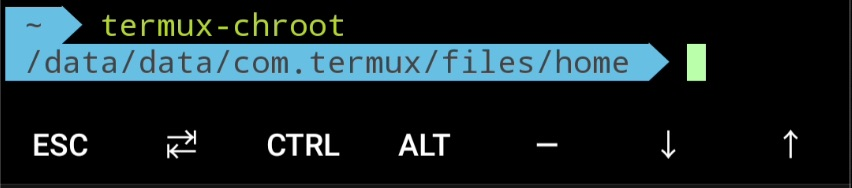 ~ termux-chroot
/data/data/com.termux/files/home
ESC ⇄ CTRL ALT — ↓ ↑